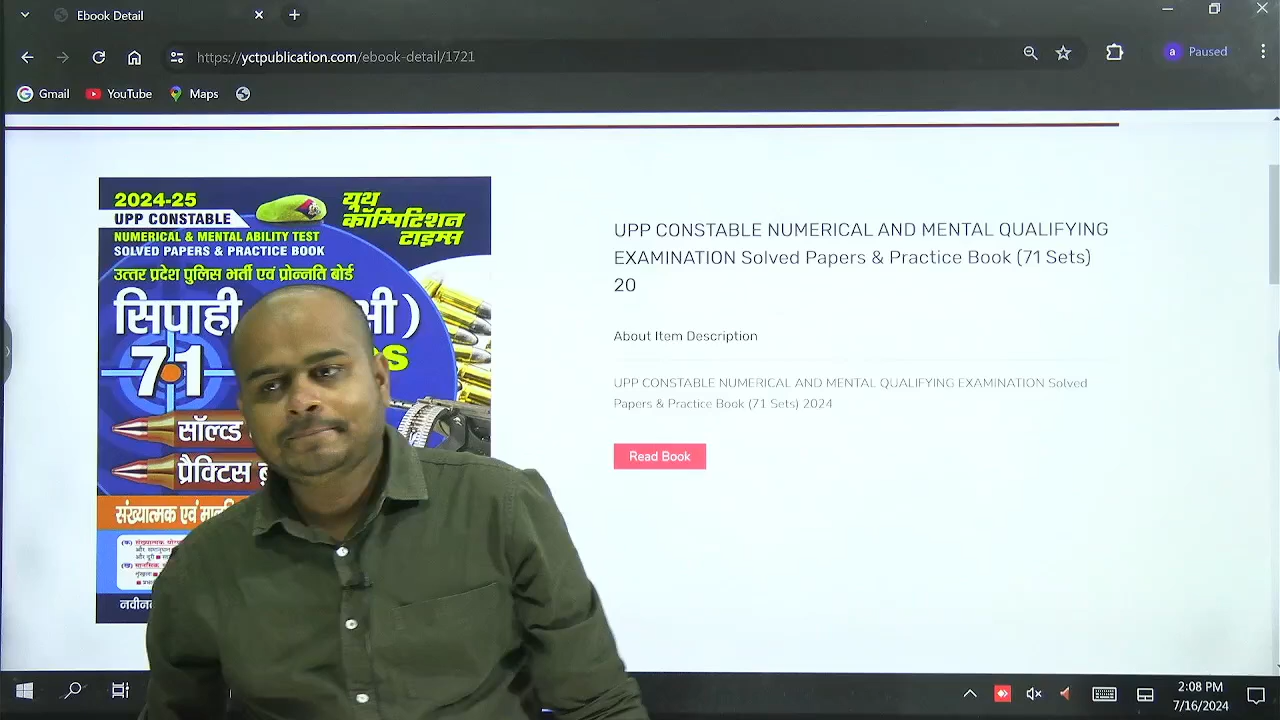 Ebook Detail
https://yctpublication.com/ebook-detail/1721
a Paused
Gmail YouTube Maps
2024-25
UPP CONSTABLE
NUMERICAL & MENTAL ABILITY TEST
SOLVED PAPERS & PRACTICE BOOK
यूथ
कॉम्पिटिशन
टाइम्स
उत्तर प्रदेश पुलिस भर्ती एवं प्रोन्नति बोर्ड
सिपाही
71
सॉल्व्ड
प्रैक्टिस
संख्यात्मक एवं
UPP CONSTABLE NUMERICAL AND MENTAL QUALIFYING
EXAMINATION Solved Papers & Practice Book (71 Sets)
20
About Item Description
UPP CONSTABLE NUMERICAL AND MENTAL QUALIFYING EXAMINATION Solved
Papers & Practice Book (71 Sets) 2024
Read Book
2:08 PM
7/16/2024